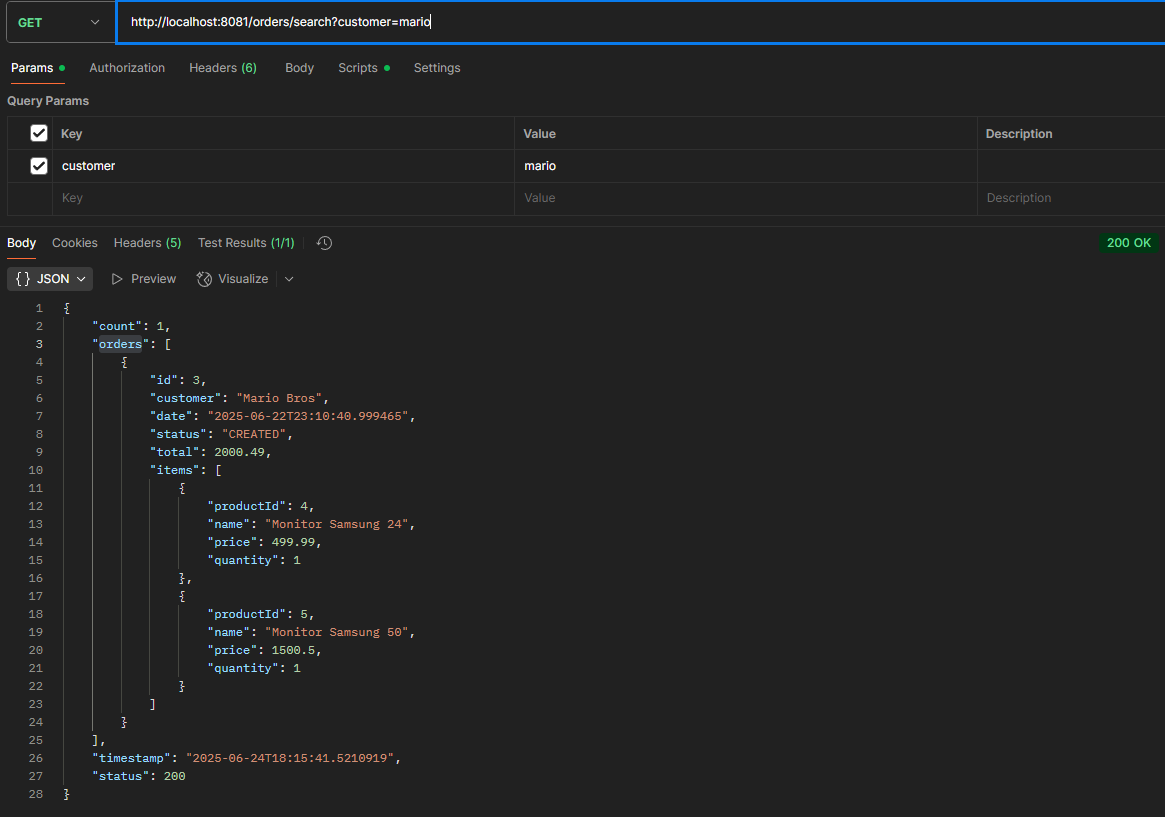 GET http://localhost:8081/orders/search?customer=mario
Params Authorization Headers (6) Body Scripts Settings
Query Params
Key Value Description
customer mario
Key Value Description
Body Cookies Headers (5) Test Results (1/1) 200 OK
{} JSON Preview Visualize
1 {
2 "count": 1,
3 "orders": [
4 {
5 "id": 3,
6 "customer": "Mario Bros",
7 "date": "2025-06-22T23:10:40.999465",
8 "status": "CREATED",
9 "total": 2000.49,
10 "items": [
11 {
12 "productId": 4,
13 "name": "Monitor Samsung 24",
14 "price": 499.99,
15 "quantity": 1
16 },
17 {
18 "productId": 5,
19 "name": "Monitor Samsung 50",
20 "price": 1500.5,
21 "quantity": 1
22 }
23 ]
24 }
25 ],
26 "timestamp": "2025-06-24T18:15:41.5210919",
27 "status": 200
28 }